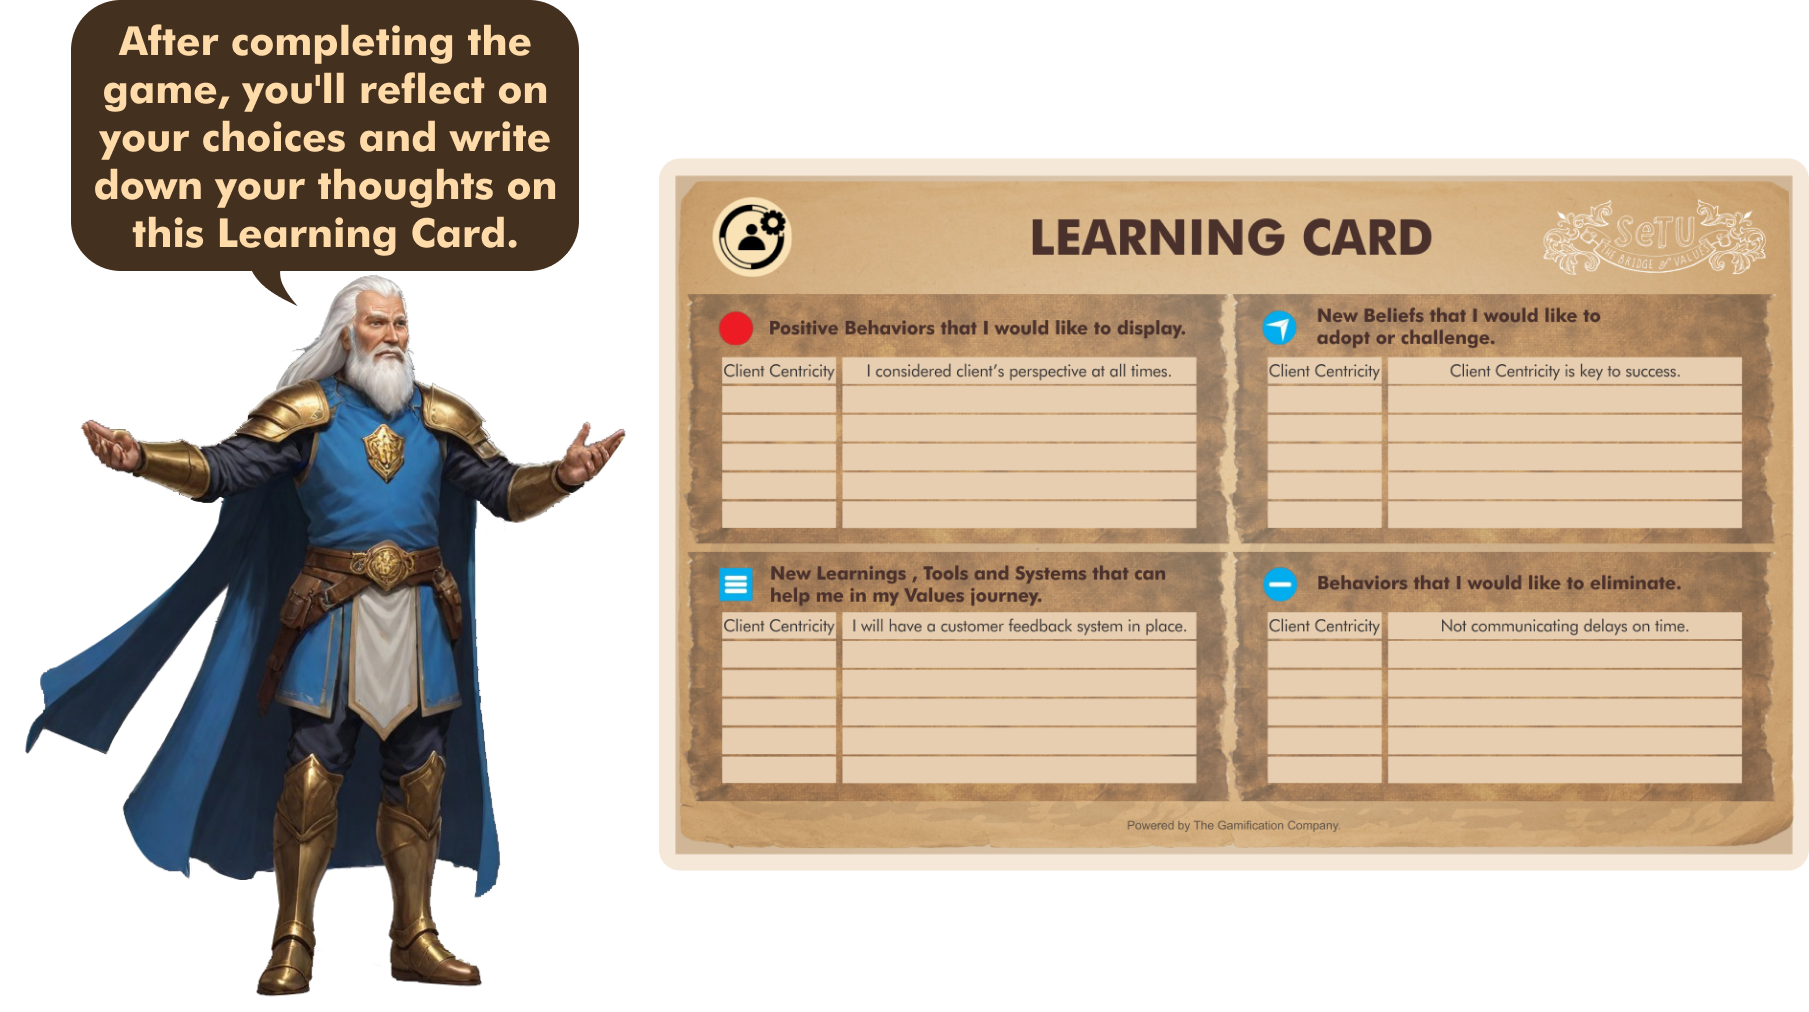 After completing the
game, you'll reflect on
your choices and write
down your thoughts on
this Learning Card.
LEARNING CARD
SeTU
THE BRIDGE of VALUES
Positive Behaviors that I would like to display.
Client Centricity I considered client's perspective at all times.
New Beliefs that I would like to
adopt or challenge.
Client Centricity Client Centricity is key to success.
New Learnings , Tools and Systems that can
help me in my Values journey.
Client Centricity I will have a customer feedback system in place.
Behaviors that I would like to eliminate.
Client Centricity Not communicating delays on time.
Powered by The Gamification Company.